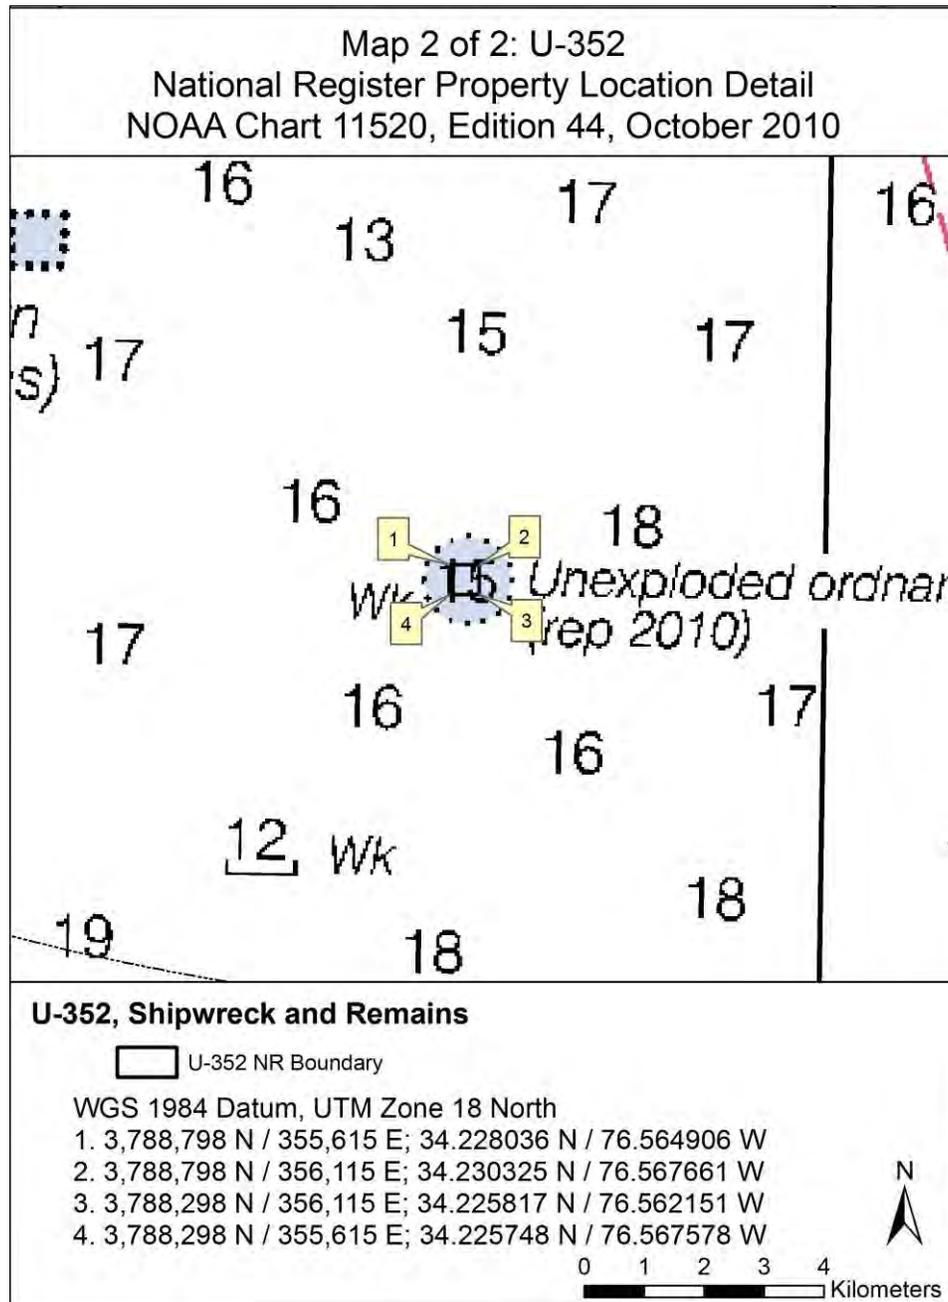 Map 2 of 2: U-352
National Register Property Location Detail
NOAA Chart 11520, Edition 44, October 2010
16
17
16
13
15
17
n
17
s)
16
18
1
2
Wk
15
Unexploded ordnan
4
3
(rep 2010)
17
16
17
16
12
Wk
18
19
18
U-352, Shipwreck and Remains
U-352 NR Boundary
WGS 1984 Datum, UTM Zone 18 North
1. 3,788,798 N / 355,615 E; 34.228036 N / 76.564906 W
2. 3,788,798 N / 356,115 E; 34.230325 N / 76.567661 W
3. 3,788,298 N / 356,115 E; 34.225817 N / 76.562151 W
4. 3,788,298 N / 355,615 E; 34.225748 N / 76.567578 W
N
0 1 2 3 4
Kilometers